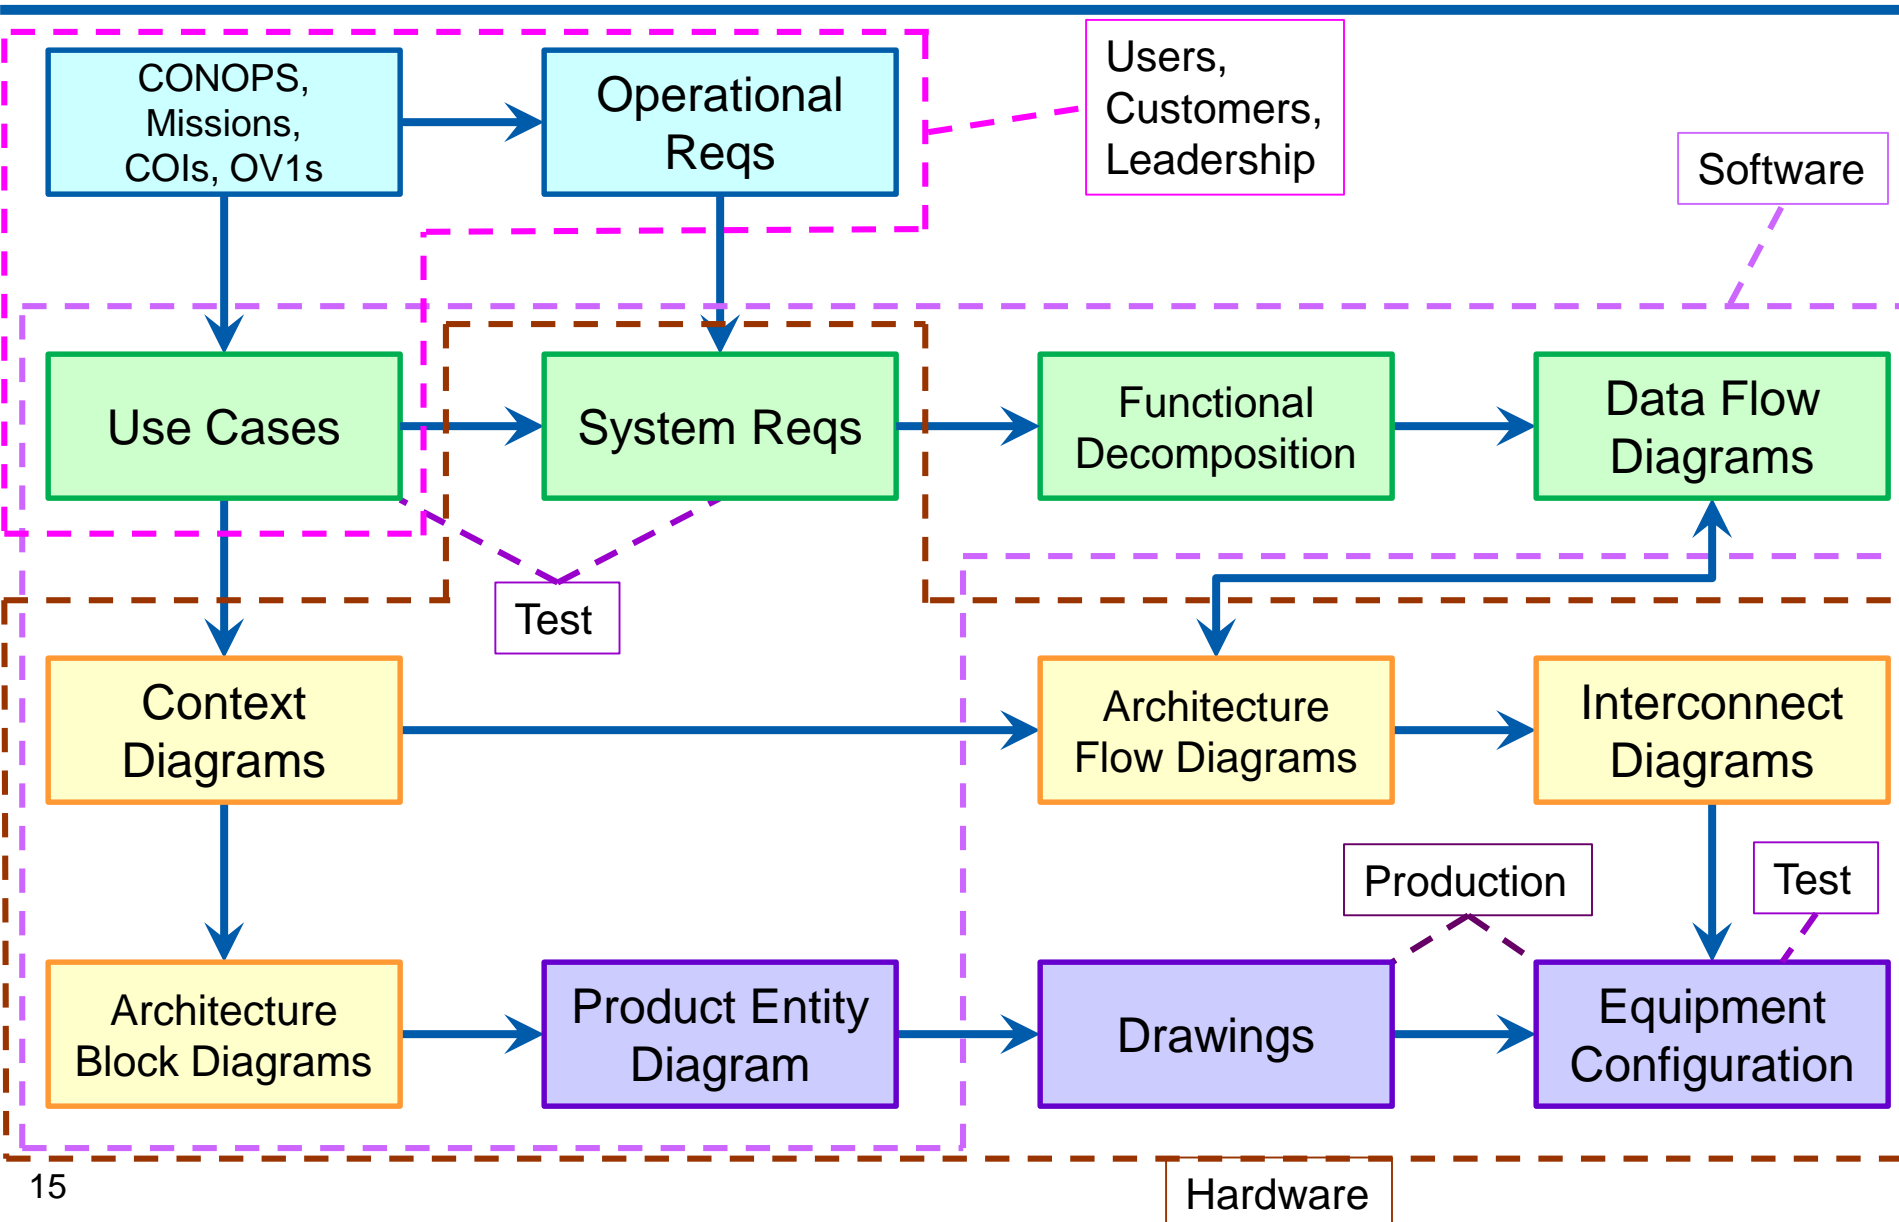 CONOPS,
Missions,
COIs, OV1s
Operational
Reqs
Users,
Customers,
Leadership
Software
Use Cases
System Reqs
Functional
Decomposition
Data Flow
Diagrams
Test
Context
Diagrams
Architecture
Flow Diagrams
Interconnect
Diagrams
Production
Test
Architecture
Block Diagrams
Product Entity
Diagram
Drawings
Equipment
Configuration
15
Hardware